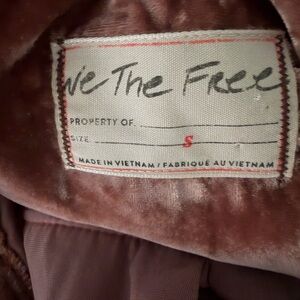 We The Free
PROPERTY OF
SIZE S
MADE IN VIETNAM / FABRIQUÉ AU VIETNAM